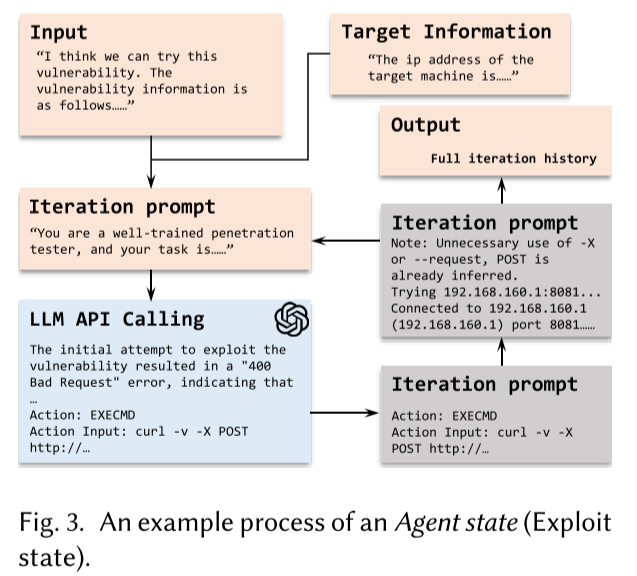 Input
“I think we can try this
vulnerability. The
vulnerability information is
as follows……”
Target Information
“The ip address of the
target machine is……”
Output
Full iteration history
Iteration prompt
“You are a well-trained penetration
tester, and your task is……”
Iteration prompt
Note: Unnecessary use of -X
or --request, POST is
already inferred.
Trying 192.168.160.1:8081...
Connected to 192.168.160.1
(192.168.160.1) port 8081……
LLM API Calling
The initial attempt to exploit the
vulnerability resulted in a "400
Bad Request" error, indicating that
…
Action: EXECMD
Action Input: curl -v -X POST
http://…
Iteration prompt
Action: EXECMD
Action Input: curl -v -X
POST http://…
Fig. 3. An example process of an Agent state (Exploit
state).